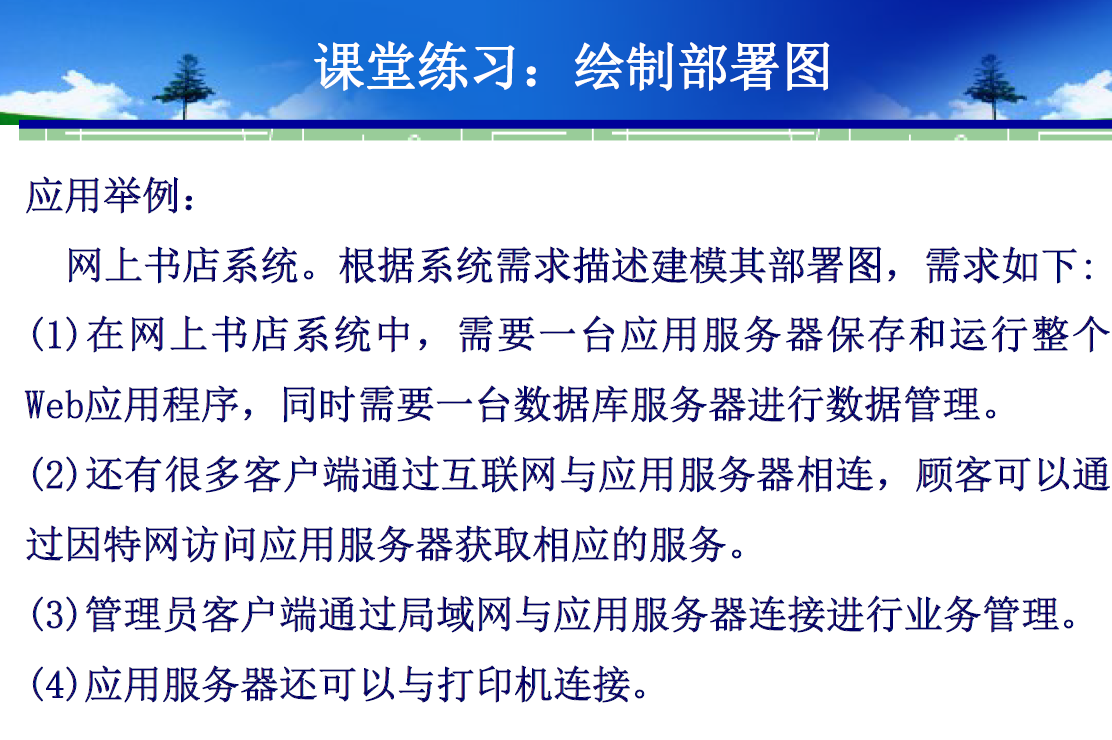 课堂练习：绘制部署图
应用举例：
网上书店系统。根据系统需求描述建模其部署图，需求如下:
(1)在网上书店系统中，需要一台应用服务器保存和运行整个
Web应用程序，同时需要一台数据库服务器进行数据管理。
(2)还有很多客户端通过互联网与应用服务器相连，顾客可以通
过因特网访问应用服务器获取相应的服务。
(3)管理员客户端通过局域网与应用服务器连接进行业务管理。
(4)应用服务器还可以与打印机连接。